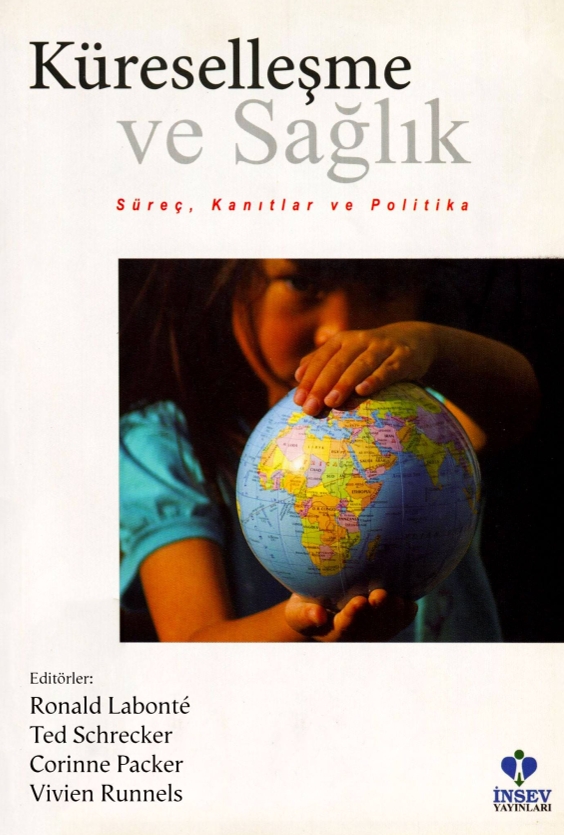 Küreselleşme
ve Sağlık
Süreç, Kanıtlar ve Politika
Editörler:
Ronald Labonté
Ted Schrecker
Corinne Packer
Vivien Runnels
İNSEV
YAYINLARI